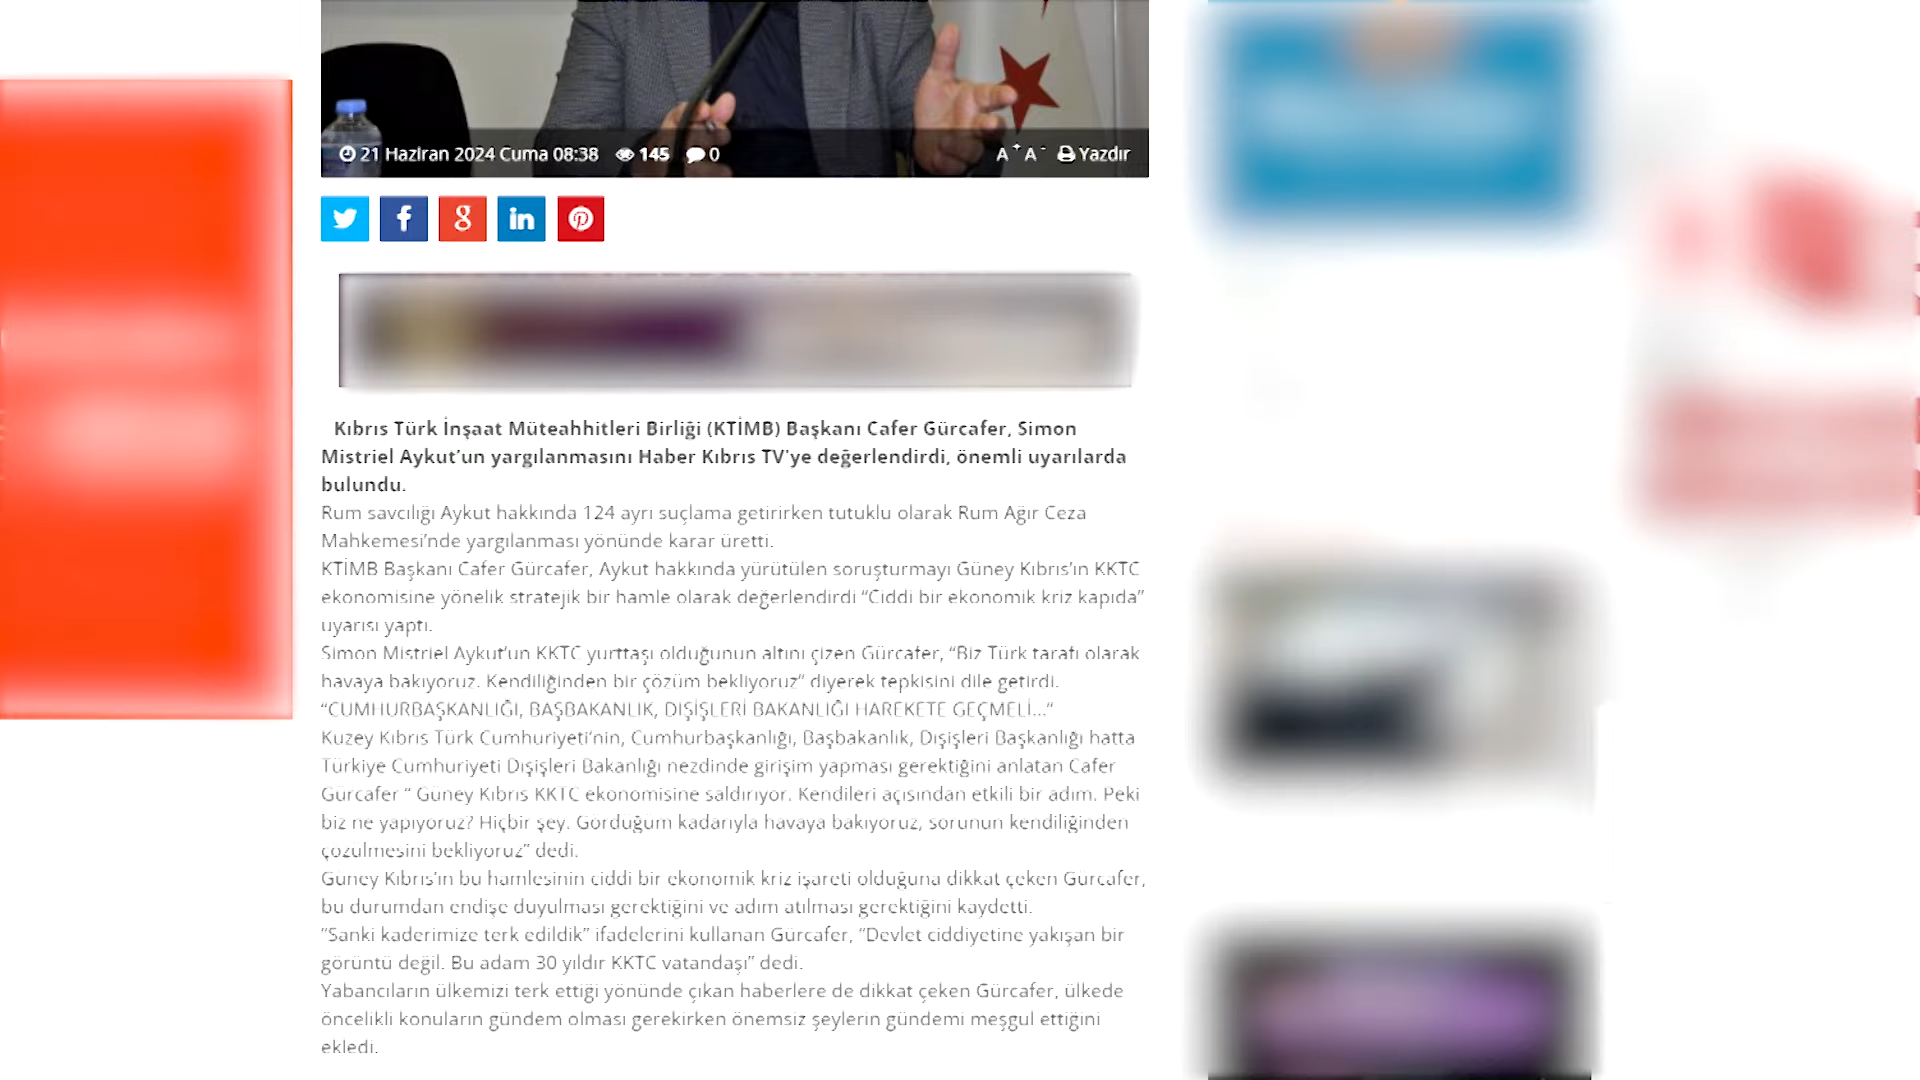 21 Haziran 2024 Cuma 08:38 145 0 A+ A- Yazdır
Kıbrıs Türk İnşaat Müteahhitleri Birliği (KTİMB) Başkanı Cafer Gürcafer, Simon
Mistriel Aykut’un yargılanmasını Haber Kıbrıs TV'ye değerlendirdi, önemli uyarılarda
bulundu.
Rum savcılığı Aykut hakkında 124 ayrı suçlama getirirken tutuklu olarak Rum Ağır Ceza
Mahkemesi’nde yargılanması yönünde karar üretti.
KTİMB Başkanı Cafer Gürcafer, Aykut hakkında yürütülen soruşturmayı Güney Kıbrıs’ın KKTC
ekonomisine yönelik stratejik bir hamle olarak değerlendirdi “Ciddi bir ekonomik kriz kapıda”
uyarısı yaptı.
Simon Mistriel Aykut’un KKTC yurttaşı olduğunun altını çizen Gürcafer, “Biz Türk tarafı olarak
havaya bakıyoruz. Kendiliğinden bir çözüm bekliyoruz” diyerek tepkisini dile getirdi.
“CUMHURBAŞKANLIĞI, BAŞBAKANLIK, DIŞİŞLERİ BAKANLIĞI HAREKETE GEÇMELİ...”
Kuzey Kıbrıs Türk Cumhuriyeti’nin, Cumhurbaşkanlığı, Başbakanlık, Dışişleri Başkanlığı hatta
Türkiye Cumhuriyeti Dışişleri Bakanlığı nezdinde girişim yapması gerektiğini anlatan Cafer
Gürcafer “ Güney Kıbrıs KKTC ekonomisine saldırıyor. Kendileri açısından etkili bir adım. Peki
biz ne yapıyoruz? Hiçbir şey. Gördüğüm kadarıyla havaya bakıyoruz, sorunun kendiliğinden
çözülmesini bekliyoruz” dedi.
Güney Kıbrıs’ın bu hamlesinin ciddi bir ekonomik kriz işareti olduğuna dikkat çeken Gürcafer,
bu durumdan endişe duyulması gerektiğini ve adım atılması gerektiğini kaydetti.
“Sanki kaderimize terk edildik” ifadelerini kullanan Gürcafer, “Devlet ciddiyetine yakışan bir
görüntü değil. Bu adam 30 yıldır KKTC vatandaşı” dedi.
Yabancıların ülkemizi terk ettiği yönünde çıkan haberlere de dikkat çeken Gürcafer, ülkede
öncelikli konuların gündem olması gerekirken önemsiz şeylerin gündemi meşgul ettiğini
ekledi.